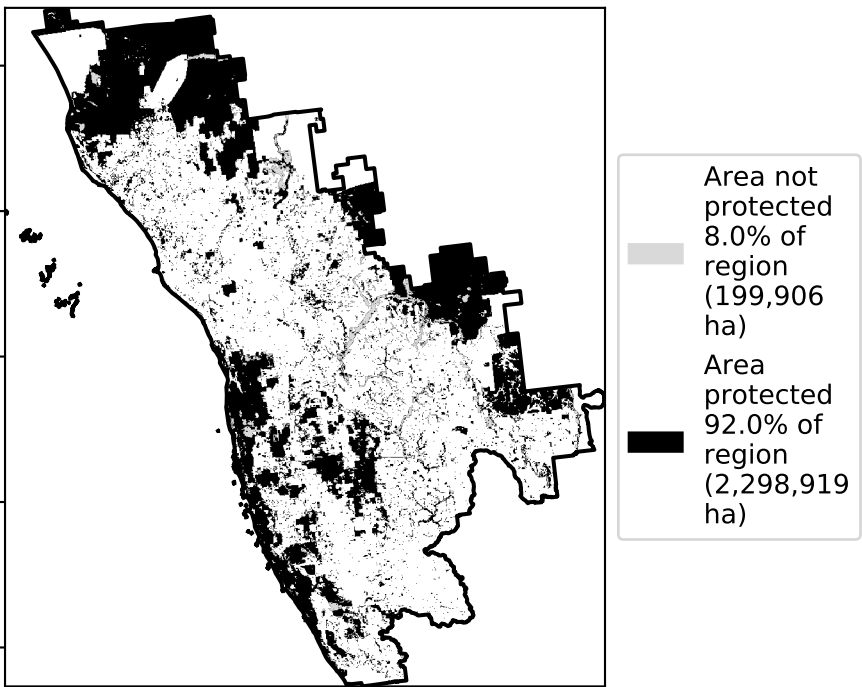 Area not
protected
8.0% of
region
(199,906
ha)
Area
protected
92.0% of
region
(2,298,919
ha)